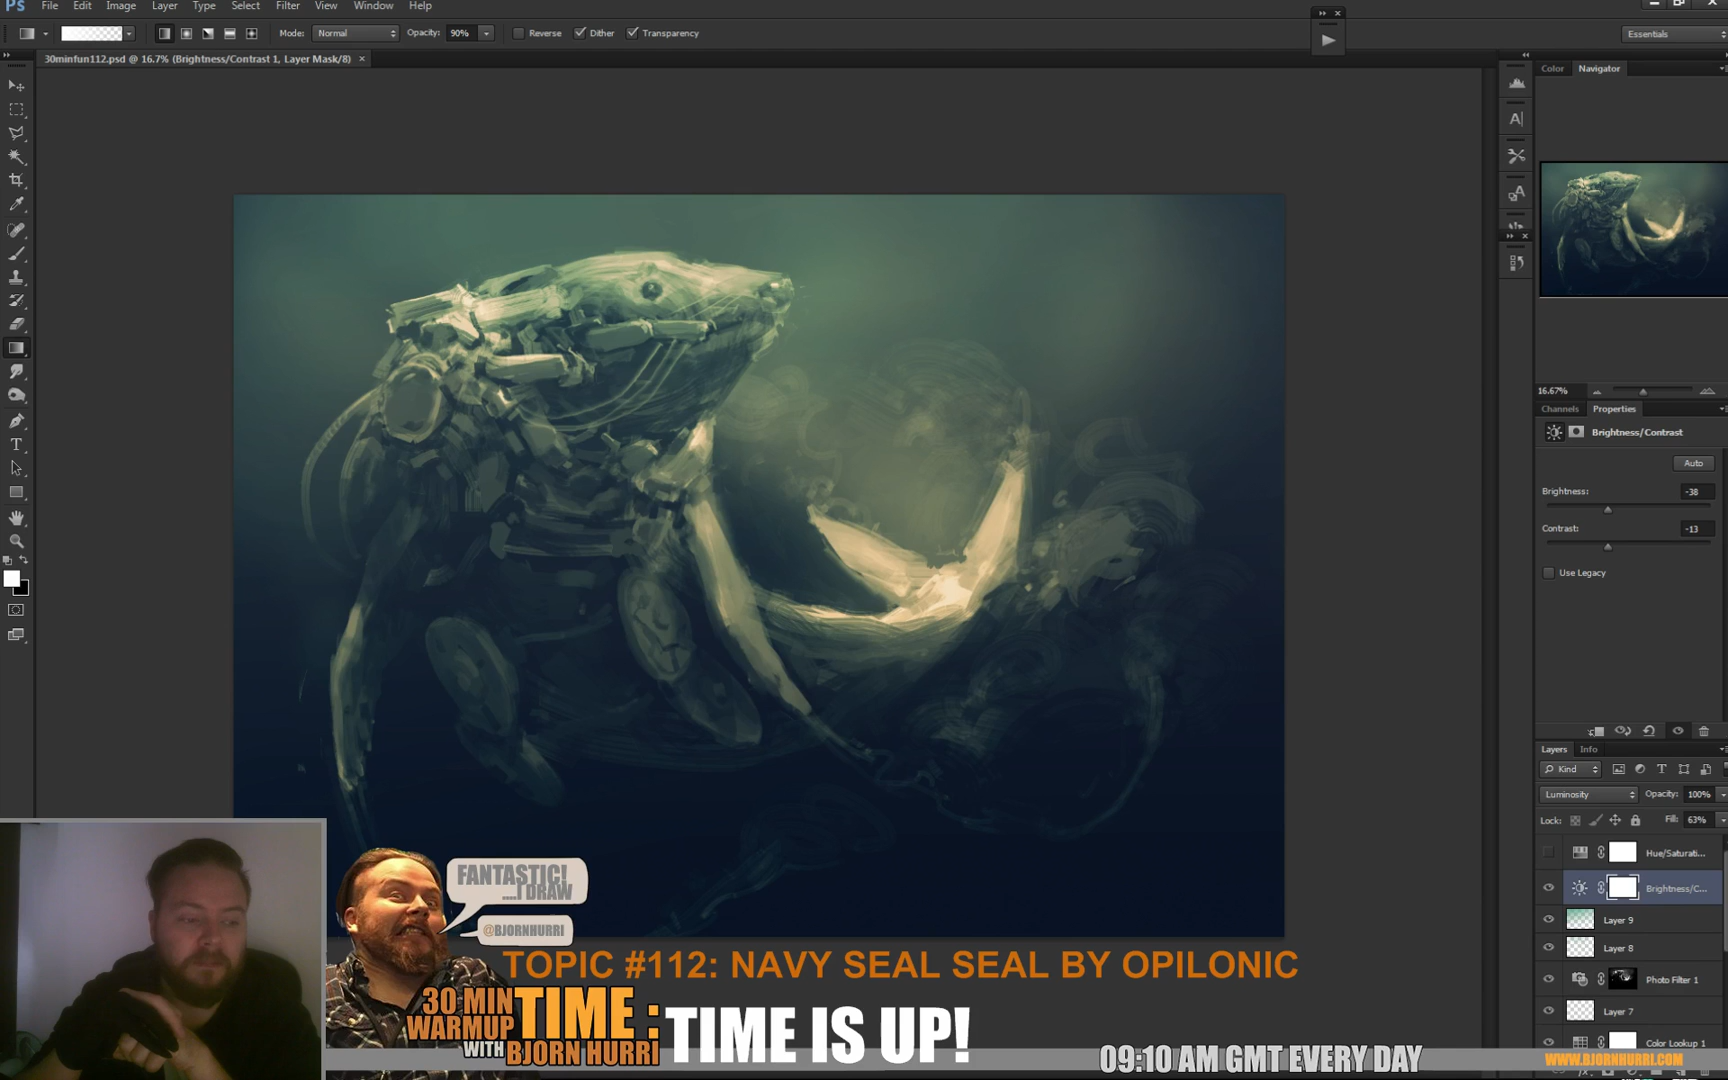 Ps File Edit Image Layer Type Select Filter View Window Help
Mode: Normal Opacity: 90% Reverse Dither Transparency Essentials
30minfun112.psd @ 16.7% (Brightness/Contrast 1, Layer Mask/8)
Color Navigator
16.67%
Channels Properties
Brightness/Contrast
Auto
Brightness: -38
Contrast: -13
Use Legacy
Layers Info
Kind
Luminosity Opacity: 100%
Lock: Fill: 63%
Hue/Saturati...
Brightness/C...
Layer 9
Layer 8
Photo Filter 1
Layer 7
Color Lookup 1
FANTASTIC!
....I DRAW
@BJORNHURRI
TOPIC #112: NAVY SEAL SEAL BY OPILONIC
30 MIN
WARMUP
WITH BJORN HURRI
TIME : TIME IS UP!
09:10 AM GMT EVERY DAY
WWW.BJORNHURRI.COM